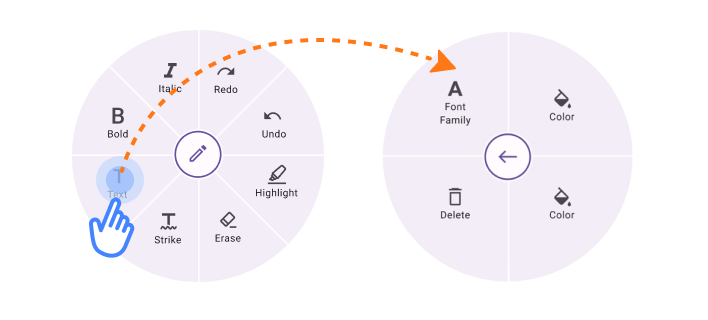 Italic
Redo
Bold
Undo
Text
Highlight
Strike
Erase
Font
Family
Color
Delete
Color